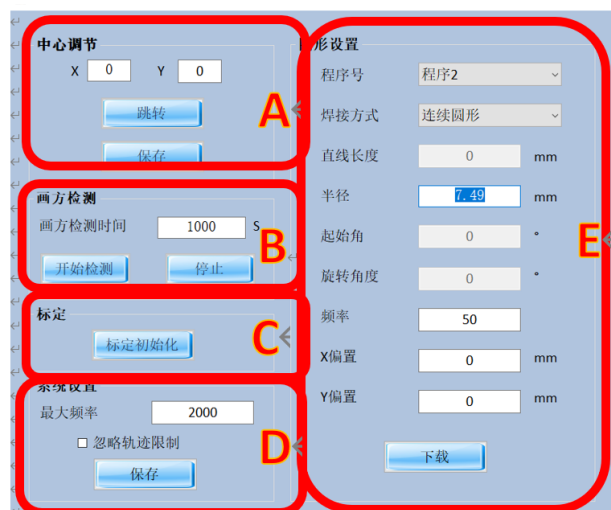 中心调节
X 0 Y 0
跳转
保存
A
画方检测
画方检测时间 1000 S
开始检测 停止
B
标定
标定初始化
C
系统设置
最大频率 2000
忽略轨迹限制
保存
D
形设置
程序号 程序2
焊接方式 连续圆形
直线长度 0 mm
半径 7.49 mm
起始角 0 °
旋转角度 0 °
频率 50
X偏置 0 mm
Y偏置 0 mm
下载
E